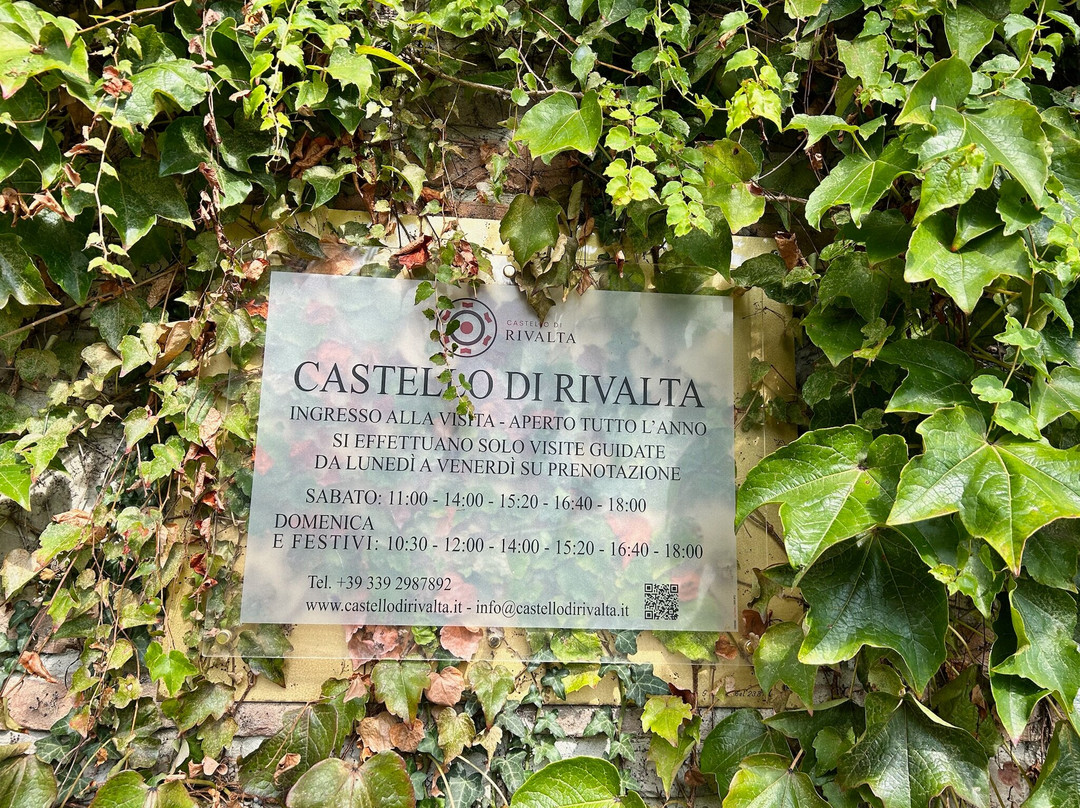 CASTELLO DI
RIVALTA
CASTELLO DI RIVALTA
INGRESSO ALLA VISITA - APERTO TUTTO L'ANNO
SI EFFETTUANO SOLO VISITE GUIDATE
DA LUNEDÌ A VENERDÌ SU PRENOTAZIONE
SABATO: 11:00 - 14:00 - 15:20 - 16:40 - 18:00
DOMENICA
E FESTIVI: 10:30 - 12:00 - 14:00 - 15:20 - 16:40 - 18:00
Tel. +39 339 2987892
www.castellodirivalta.it - info@castellodirivalta.it